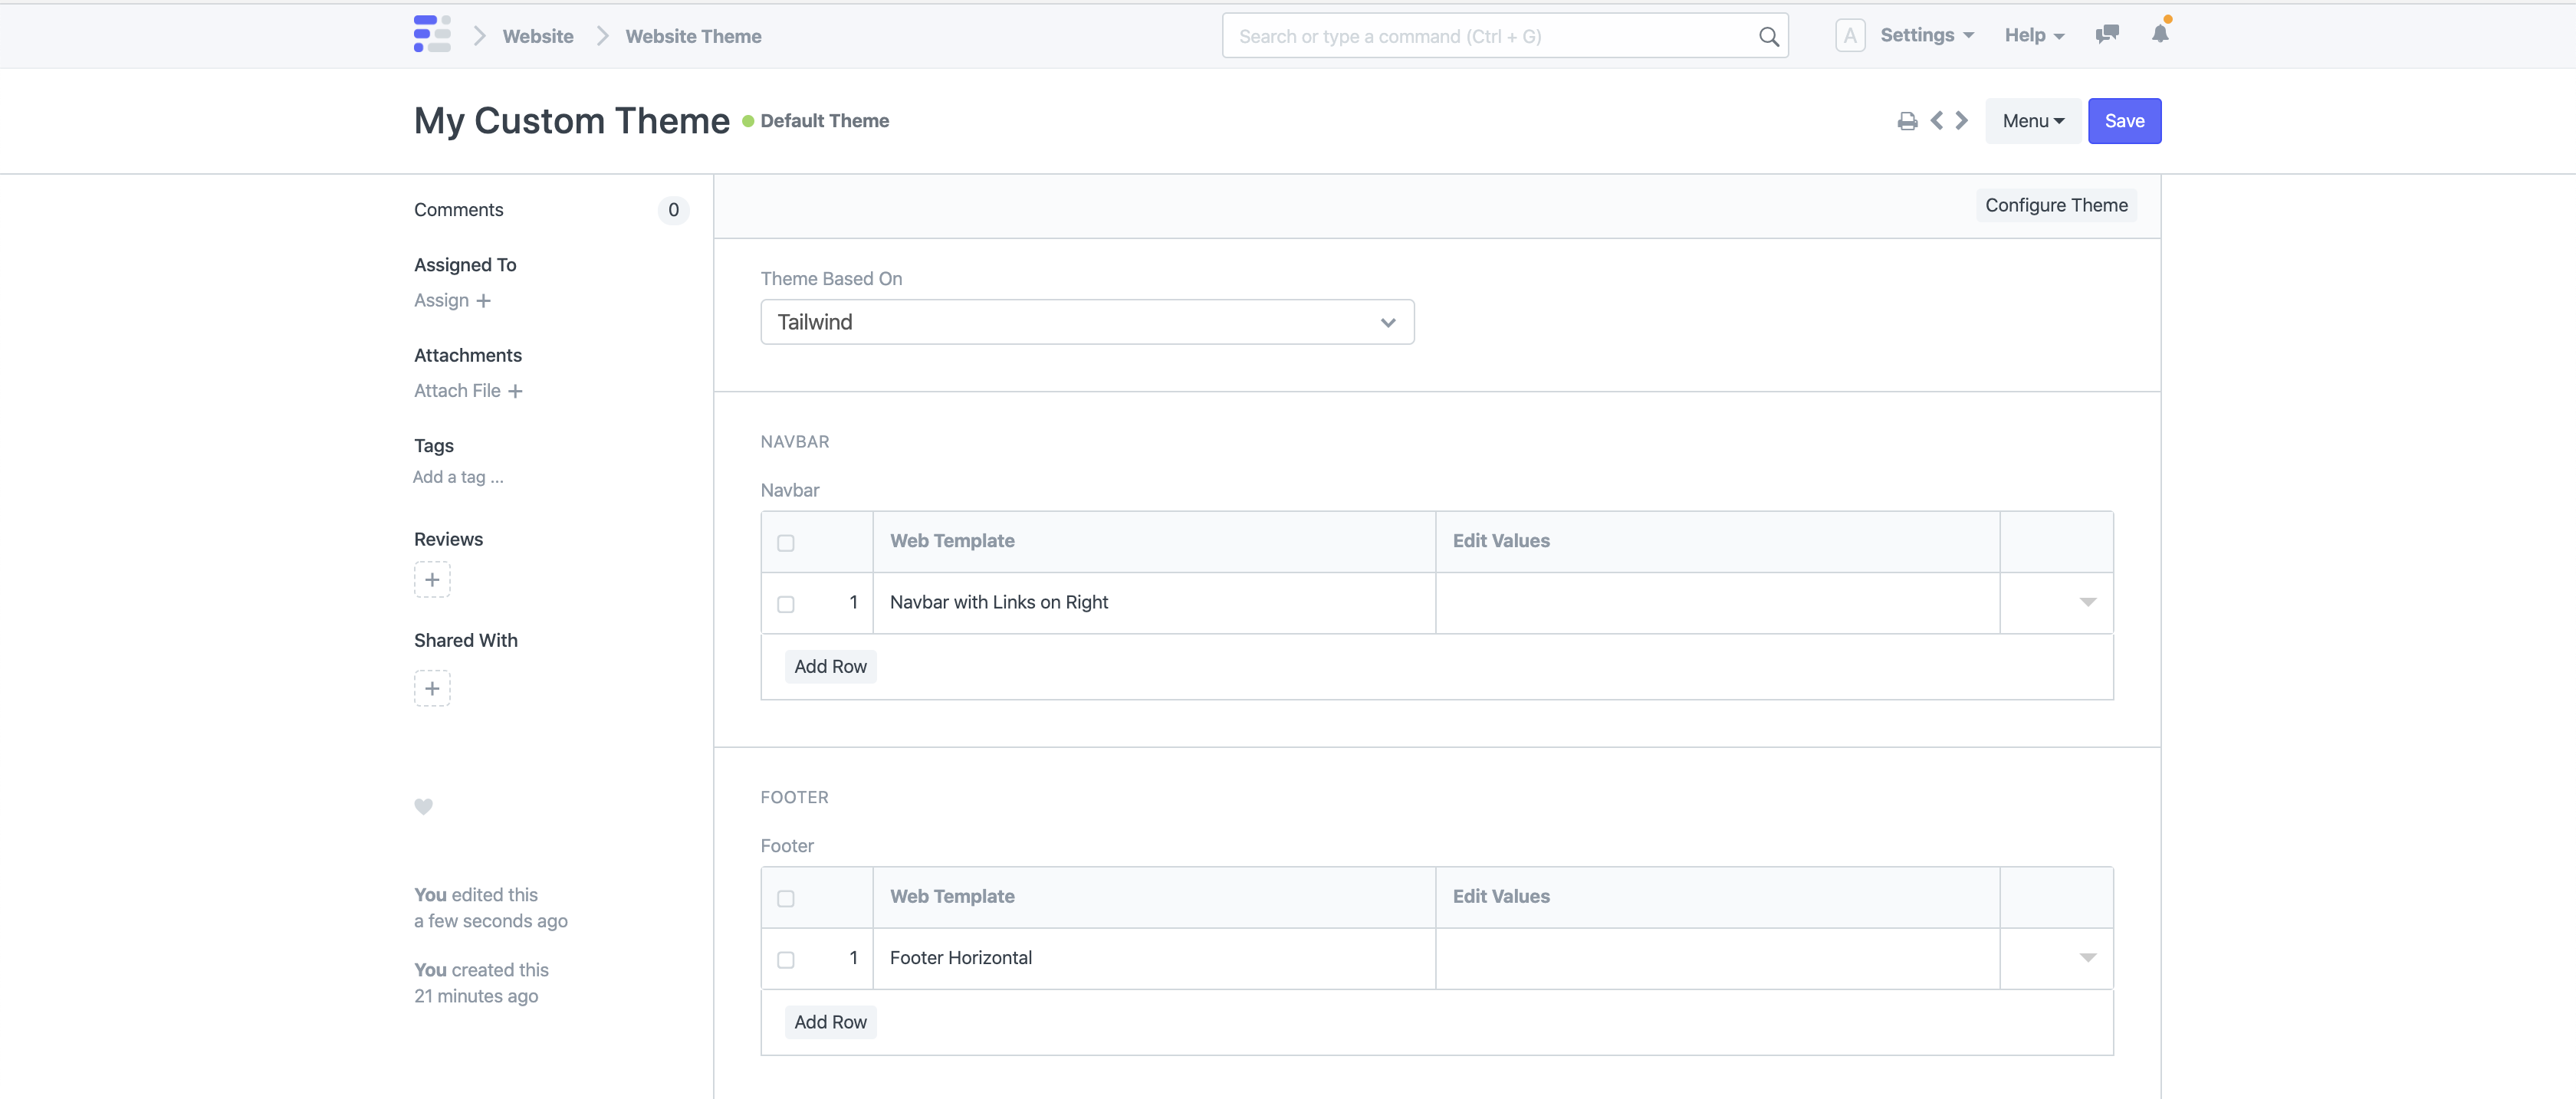 Website
Website Theme
Search or type a command (Ctrl + G)
A
Settings
Help
My Custom Theme
Default Theme
Menu
Save
Comments
0
Configure Theme
Assigned To
Assign +
Attachments
Attach File +
Tags
Add a tag ...
Reviews
+
Shared With
+
You edited this
a few seconds ago
You created this
21 minutes ago
Theme Based On
Tailwind
NAVBAR
Navbar
Web Template Edit Values
1 Navbar with Links on Right
Add Row
FOOTER
Footer
Web Template Edit Values
1 Footer Horizontal
Add Row